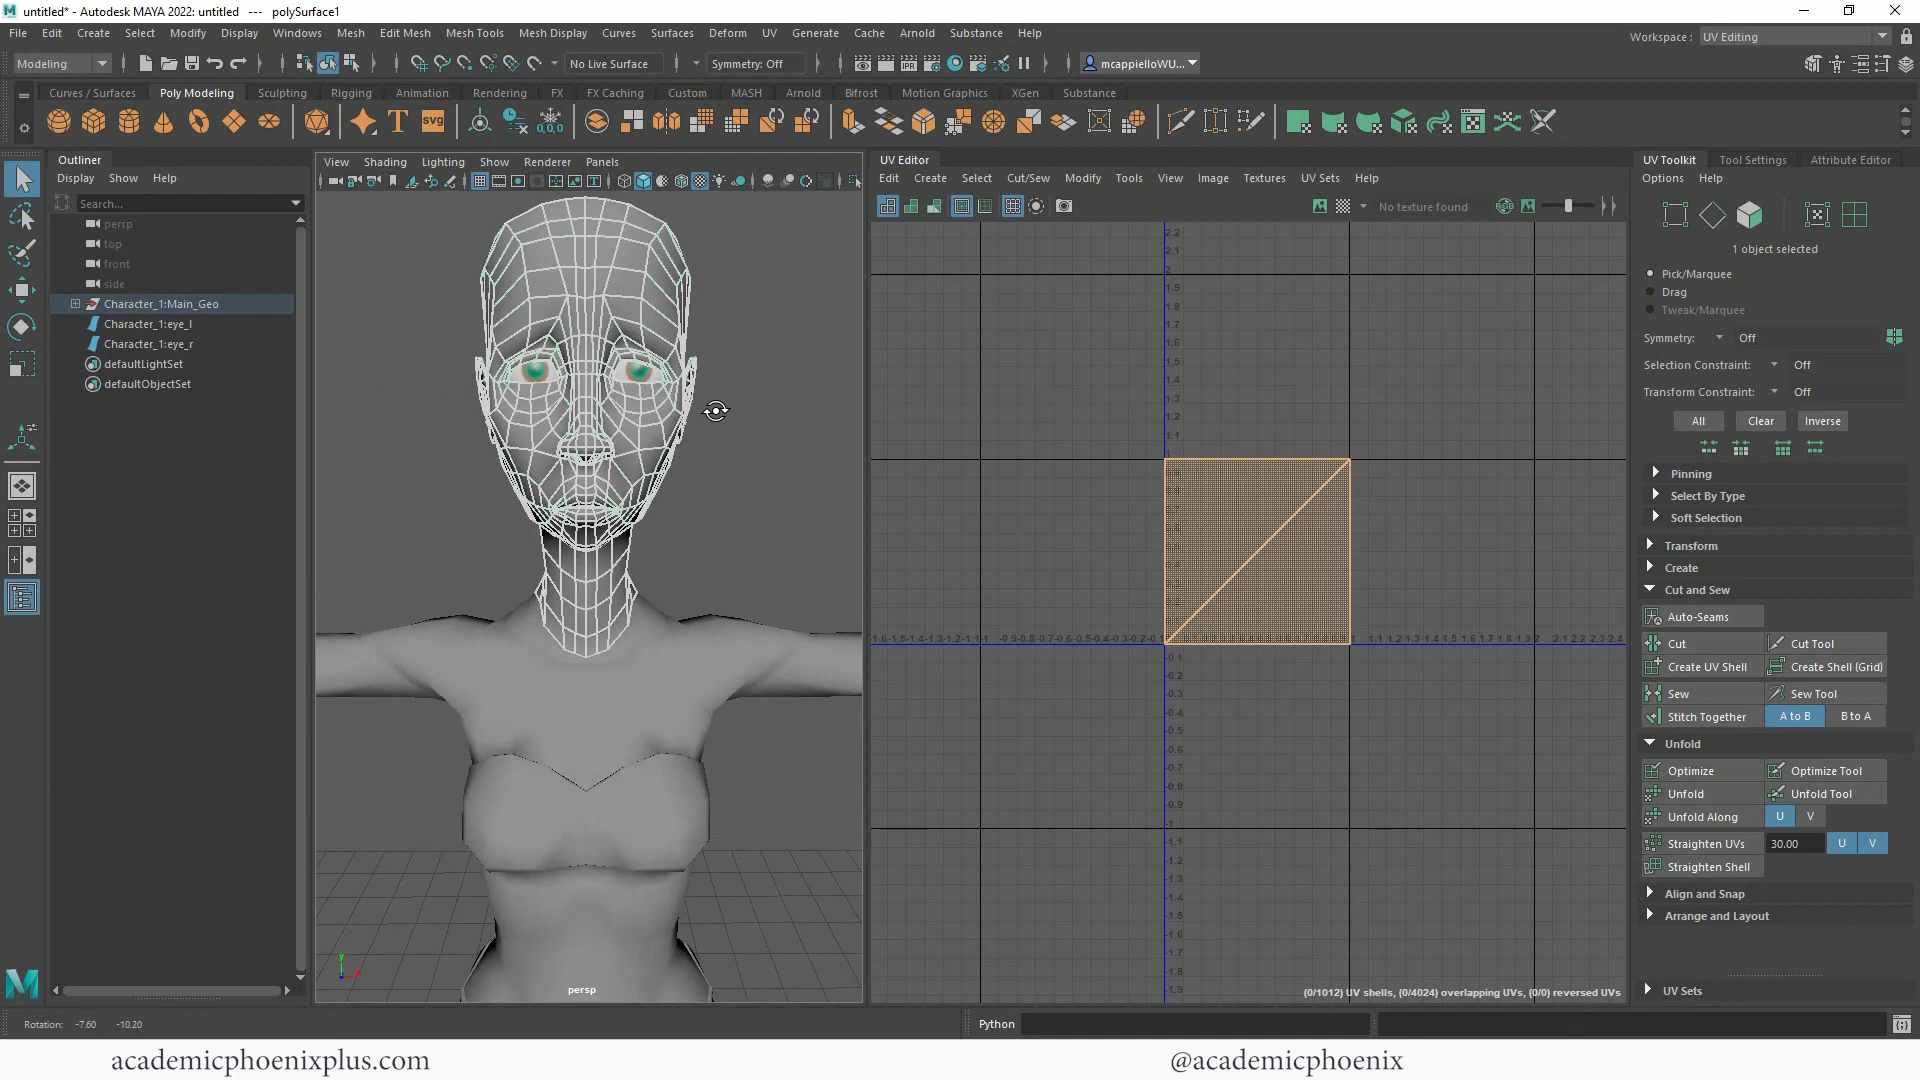 untitled* - Autodesk MAYA 2022: untitled --- polySurface1
File Edit Create Select Modify Display Windows Mesh Edit Mesh Mesh Tools Mesh Display Curves Surfaces Deform UV Generate Cache Arnold Substance Help
Workspace : UV Editing
Modeling No Live Surface Symmetry: Off mcappielloWU...
Curves / Surfaces Poly Modeling Sculpting Rigging Animation Rendering FX FX Caching Custom MASH Arnold Bifrost Motion Graphics XGen Substance
SVG
0,0,0
Outliner
Display Show Help
Search...
persp
top
front
side
Character_1:Main_Geo
Character_1:eye_l
Character_1:eye_r
defaultLightSet
defaultObjectSet
View Shading Lighting Show Renderer Panels
persp
UV Editor
Edit Create Select Cut/Sew Modify Tools View Image Textures UV Sets Help
No texture found
(0/1012) UV shells, (0/4024) overlapping UVs, (0/0) reversed UVs
UV Toolkit Tool Settings Attribute Editor
Options Help
1 object selected
Pick/Marquee
Drag
Tweak/Marquee
Symmetry: Off
Selection Constraint: Off
Transform Constraint: Off
All Clear Inverse
Pinning
Select By Type
Soft Selection
Transform
Create
Cut and Sew
Auto-Seams
Cut Cut Tool
Create UV Shell Create Shell (Grid)
Sew Sew Tool
Stitch Together A to B B to A
Unfold
Optimize Optimize Tool
Unfold Unfold Tool
Unfold Along U V
Straighten UVs 30.00 U V
Straighten Shell
Align and Snap
Arrange and Layout
UV Sets
Rotation: -7.60 -10.20
Python
academicphoenixplus.com
@academicphoenix